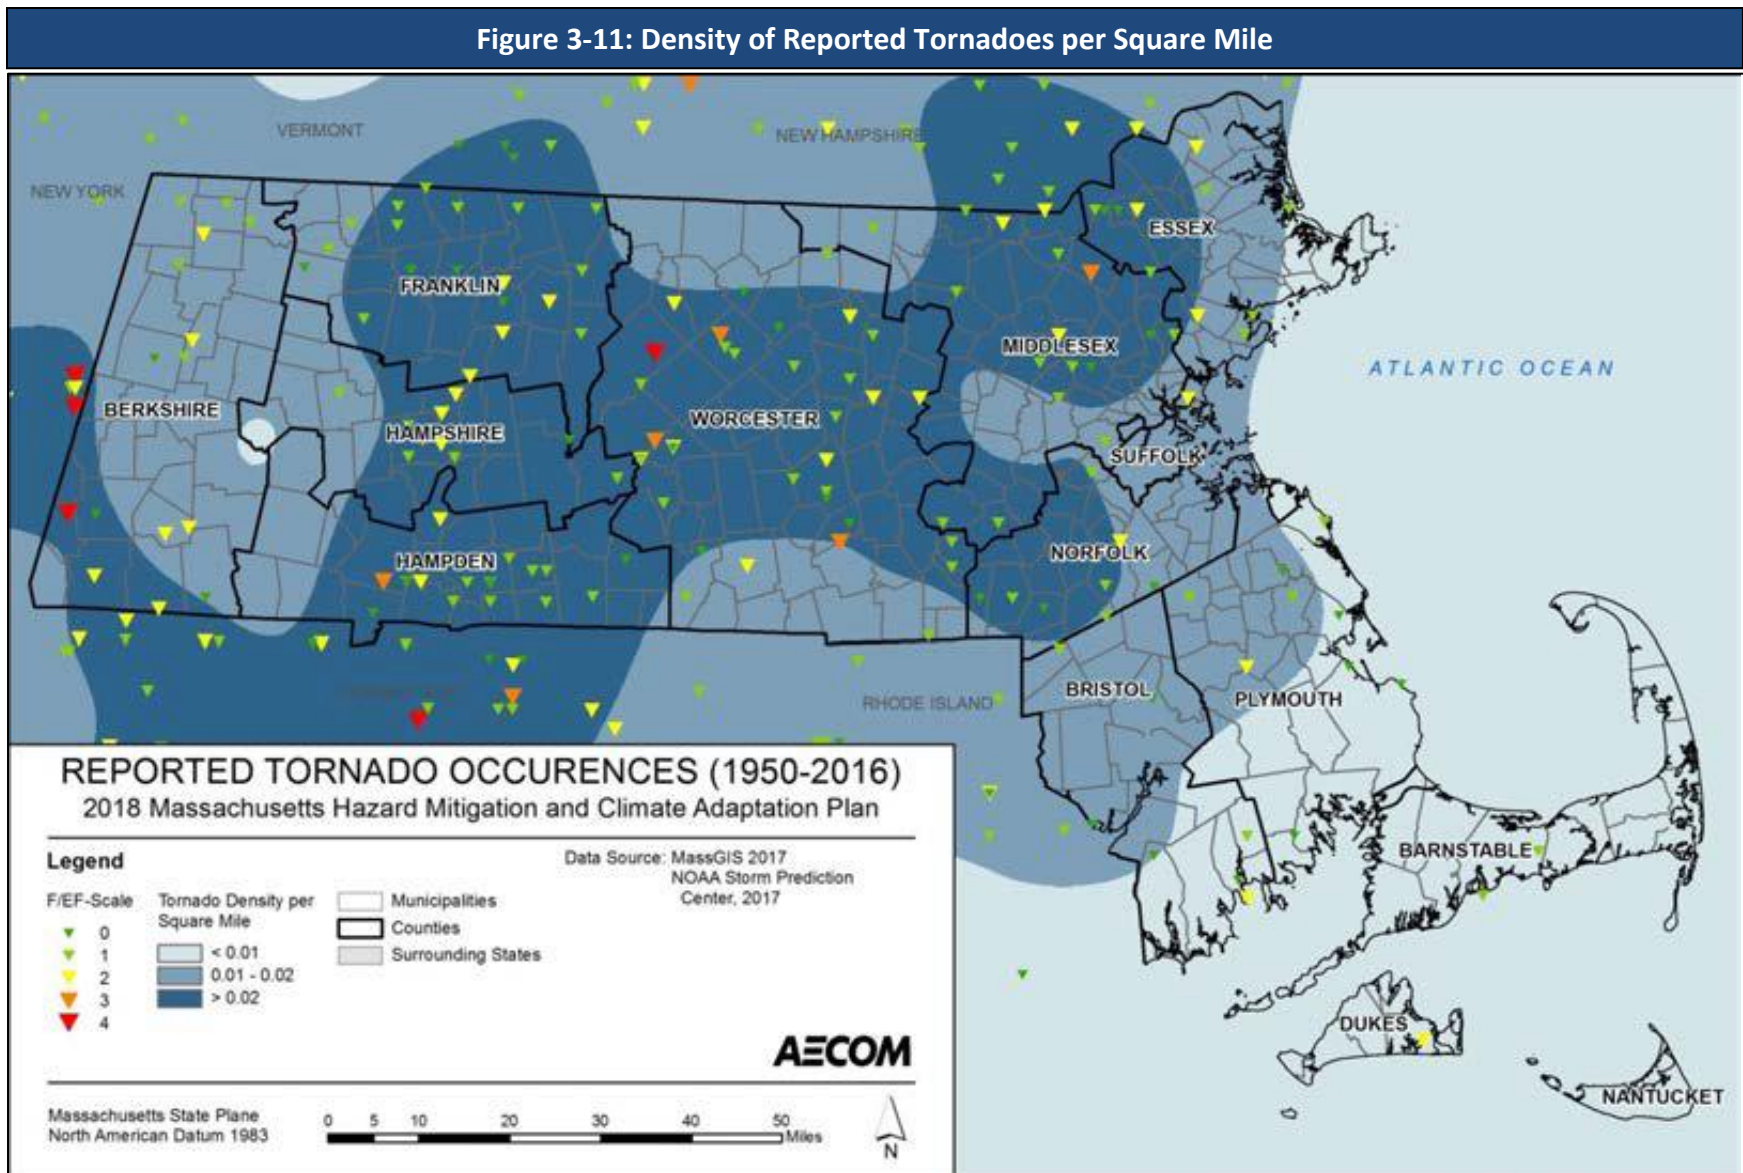 Figure 3-11: Density of Reported Tornadoes per Square Mile
VERMONT
NEW HAMPSHIRE
NEW YORK
ESSEX
FRANKLIN
MIDDLESEX
ATLANTIC OCEAN
BERKSHIRE
HAMPSHIRE
WORCESTER
SUFFOLK
HAMPDEN
NORFOLK
BRISTOL
PLYMOUTH
RHODE ISLAND
BARNSTABLE
DUKES
NANTUCKET
REPORTED TORNADO OCCURENCES (1950-2016)
2018 Massachusetts Hazard Mitigation and Climate Adaptation Plan
Legend
F/EF-Scale
0
1
2
3
4
Tornado Density per
Square Mile
< 0.01
0.01 - 0.02
> 0.02
Municipalities
Counties
Surrounding States
Data Source: MassGIS 2017
NOAA Storm Prediction
Center, 2017
AECOM
Massachusetts State Plane
North American Datum 1983
0 5 10 20 30 40 50
Miles
N